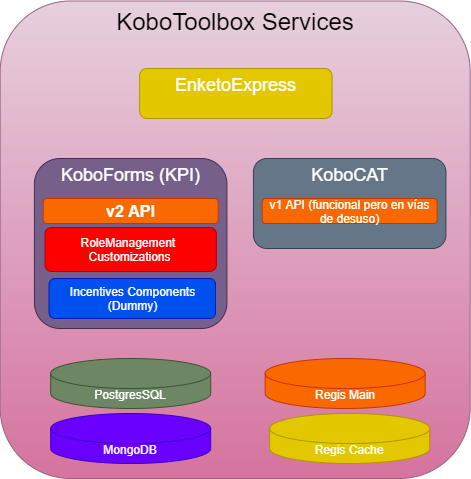 KoboToolbox Services
EnketoExpress
KoboForms (KPI)
v2 API
RoleManagement
Customizations
Incentives Components
(Dummy)
KoboCAT
v1 API (funcional pero en vías
de desuso)
PostgresSQL
Regis Main
MongoDB
Regis Cache